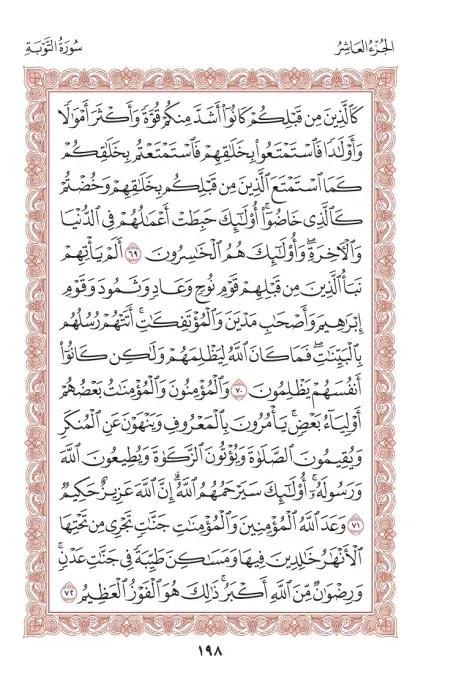 الجزء العاشر
سورة التوبة
كَٱلَّذِينَ مِن قَبْلِكُمْ كَانُوٓا۟ أَشَدَّ مِنكُمْ قُوَّةً وَأَكْثَرَ أَمْوَٰلًا
وَأَوْلَٰدًا فَٱسْتَمْتَعُوا۟ بِخَلَٰقِهِمْ فَٱسْتَمْتَعْتُم بِخَلَٰقِكُمْ
كَمَا ٱسْتَمْتَعَ ٱلَّذِينَ مِن قَبْلِكُم بِخَلَٰقِهِمْ وَخُضْتُمْ
كَٱلَّذِى خَاضُوٓا۟ ۚ أُو۟لَٰٓئِكَ حَبِطَتْ أَعْمَٰلُهُمْ فِى ٱلدُّنْيَا
وَٱلْءَاخِرَةِ ۖ وَأُو۟لَٰٓئِكَ هُمُ ٱلْخَٰسِرُونَ ٦٩ أَلَمْ يَأْتِهِمْ
نَبَأُ ٱلَّذِينَ مِن قَبْلِهِمْ قَوْمِ نُوحٍ وَعَادٍ وَثَمُودَ وَقَوْمِ
إِبْرَٰهِيمَ وَأَصْحَٰبِ مَدْيَنَ وَٱلْمُؤْتَفِكَٰتِ ۚ أَتَتْهُمْ رُسُلُهُم
بِٱلْبَيِّنَٰتِ ۖ فَمَا كَانَ ٱللَّهُ لِيَظْلِمَهُمْ وَلَٰكِن كَانُوٓا۟
أَنفُسَهُمْ يَظْلِمُونَ ٧٠ وَٱلْمُؤْمِنُونَ وَٱلْمُؤْمِنَٰتُ بَعْضُهُمْ
أَوْلِيَآءُ بَعْضٍ ۚ يَأْمُرُونَ بِٱلْمَعْرُوفِ وَيَنْهَوْنَ عَنِ ٱلْمُنكَرِ
وَيُقِيمُونَ ٱلصَّلَوٰةَ وَيُؤْتُونَ ٱلزَّكَوٰةَ وَيُطِيعُونَ ٱللَّهَ
وَرَسُولَهُۥٓ ۚ أُو۟لَٰٓئِكَ سَيَرْحَمُهُمُ ٱللَّهُ ۗ إِنَّ ٱللَّهَ عَزِيزٌ حَكِيمٌ
٧١ وَعَدَ ٱللَّهُ ٱلْمُؤْمِنِينَ وَٱلْمُؤْمِنَٰتِ جَنَّٰتٍ تَجْرِى مِن تَحْتِهَا
ٱلْأَنْهَٰرُ خَٰلِدِينَ فِيهَا وَمَسَٰكِنَ طَيِّبَةً فِى جَنَّٰتِ عَدْنٍ ۚ
وَرِضْوَٰنٌ مِّنَ ٱللَّهِ أَكْبَرُ ۚ ذَٰلِكَ هُوَ ٱلْفَوْزُ ٱلْعَظِيمُ ٧٢
١٩٨